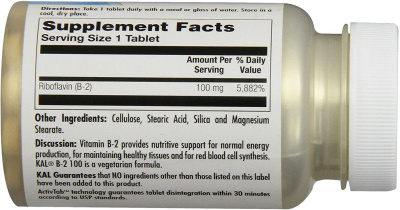 Directions: Take 1 tablet daily with a meal or glass of water. Store in a
cool, dry place.
Supplement Facts
Serving Size 1 Tablet
Amount Per % Daily
Serving Value
Riboflavin (B-2) 100 mg 5,882%
Other Ingredients: Cellulose, Stearic Acid, Silica and Magnesium
Stearate.
Discussion: Vitamin B-2 provides nutritive support for normal energy
production, for maintaining healthy tissues and for red blood cell synthesis.
KAL® B-2 100 is a vegetarian formula.
KAL Guarantees that NO ingredients other than those listed on this label
have been added to this product.
ActivTab™ technology guarantees tablet disintegration within 30 minutes
according to USP standards.